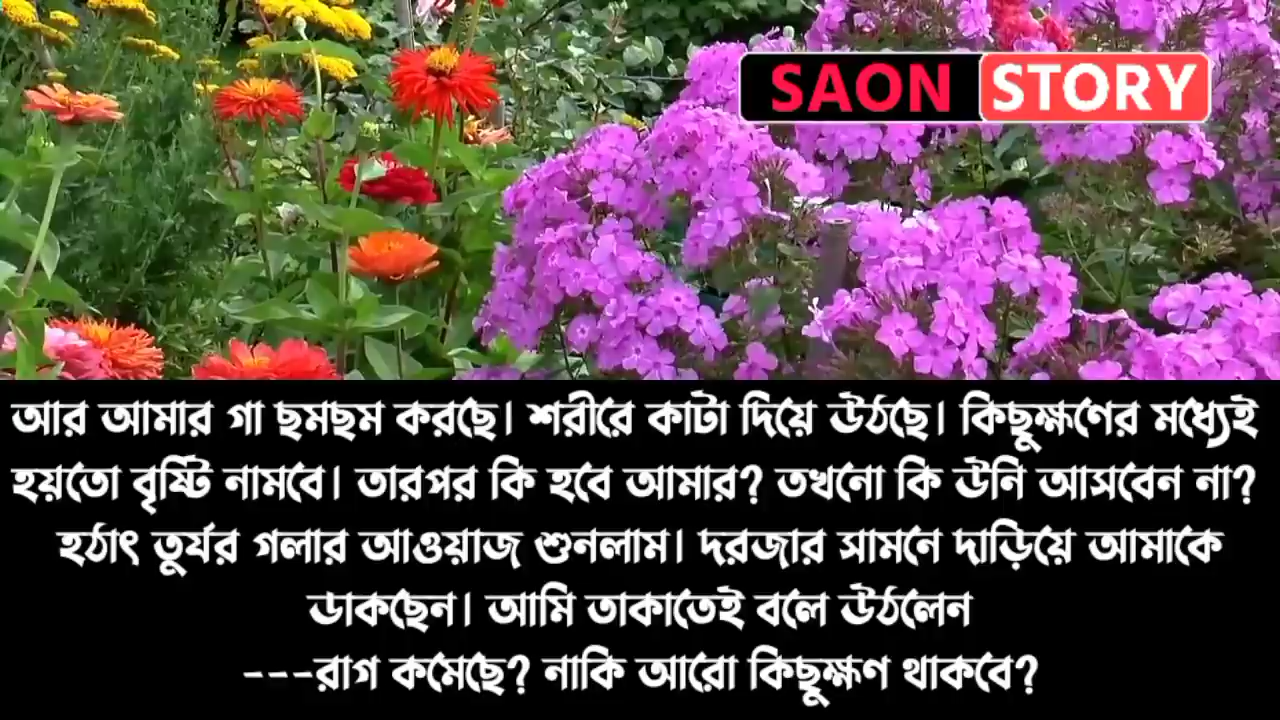 SAON STORY
আর আমার গা ছমছম করছে। শরীরে কাটা দিয়ে উঠছে। কিছুক্ষণের মধ্যেই
হয়তো বৃষ্টি নামবে। তারপর কি হবে আমার? তখনো কি উনি আসবেন না?
হঠাৎ তুর্যর গলার আওয়াজ শুনলাম। দরজার সামনে দাড়িয়ে আমাকে
ডাকছেন। আমি তাকাতেই বলে উঠলেন
---রাগ কমেছে? নাকি আরো কিছুক্ষণ থাকবে?